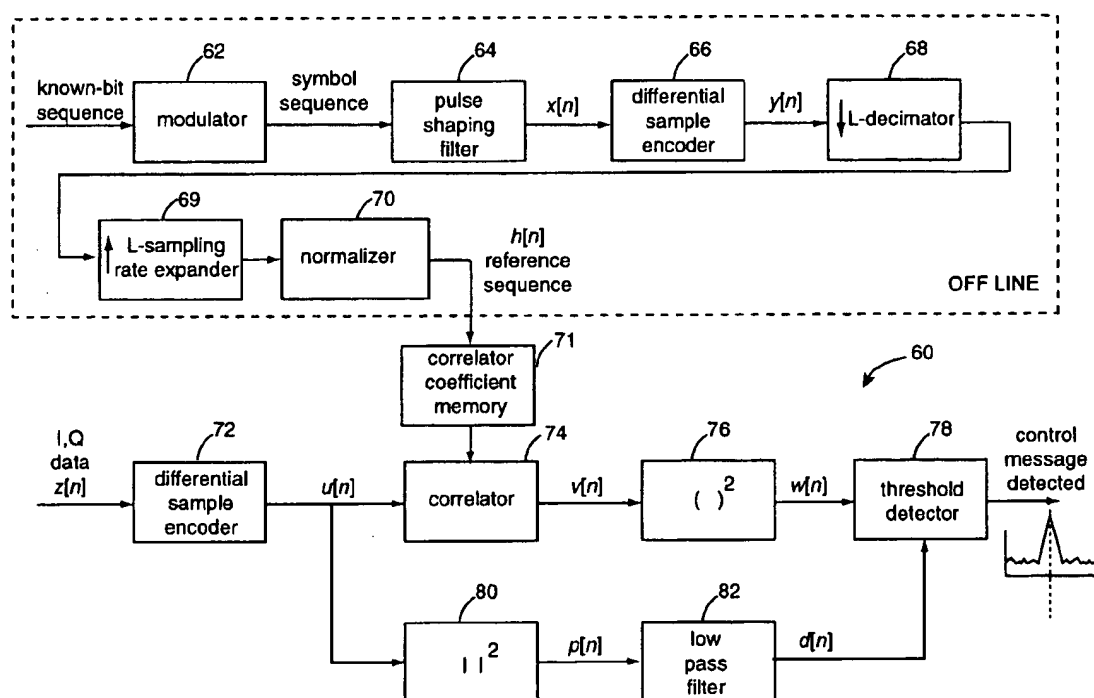 62
64
66
68
known-bit
sequence
modulator
symbol
sequence
pulse
shaping
filter
x[n]
differential
sample
encoder
y[n]
↓ L-decimator
69
70
↑ L-sampling
rate expander
normalizer
h[n]
reference
sequence
OFF LINE
71
correlator
coefficient
memory
60
I,Q
data
z[n]
72
differential
sample
encoder
u[n]
74
correlator
v[n]
76
( )²
w[n]
78
threshold
detector
control
message
detected
80
| |²
p[n]
82
low
pass
filter
d[n]